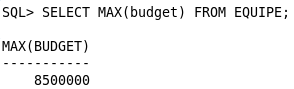 SQL> SELECT MAX(budget) FROM EQUIPE;
MAX(BUDGET)
-----------
8500000